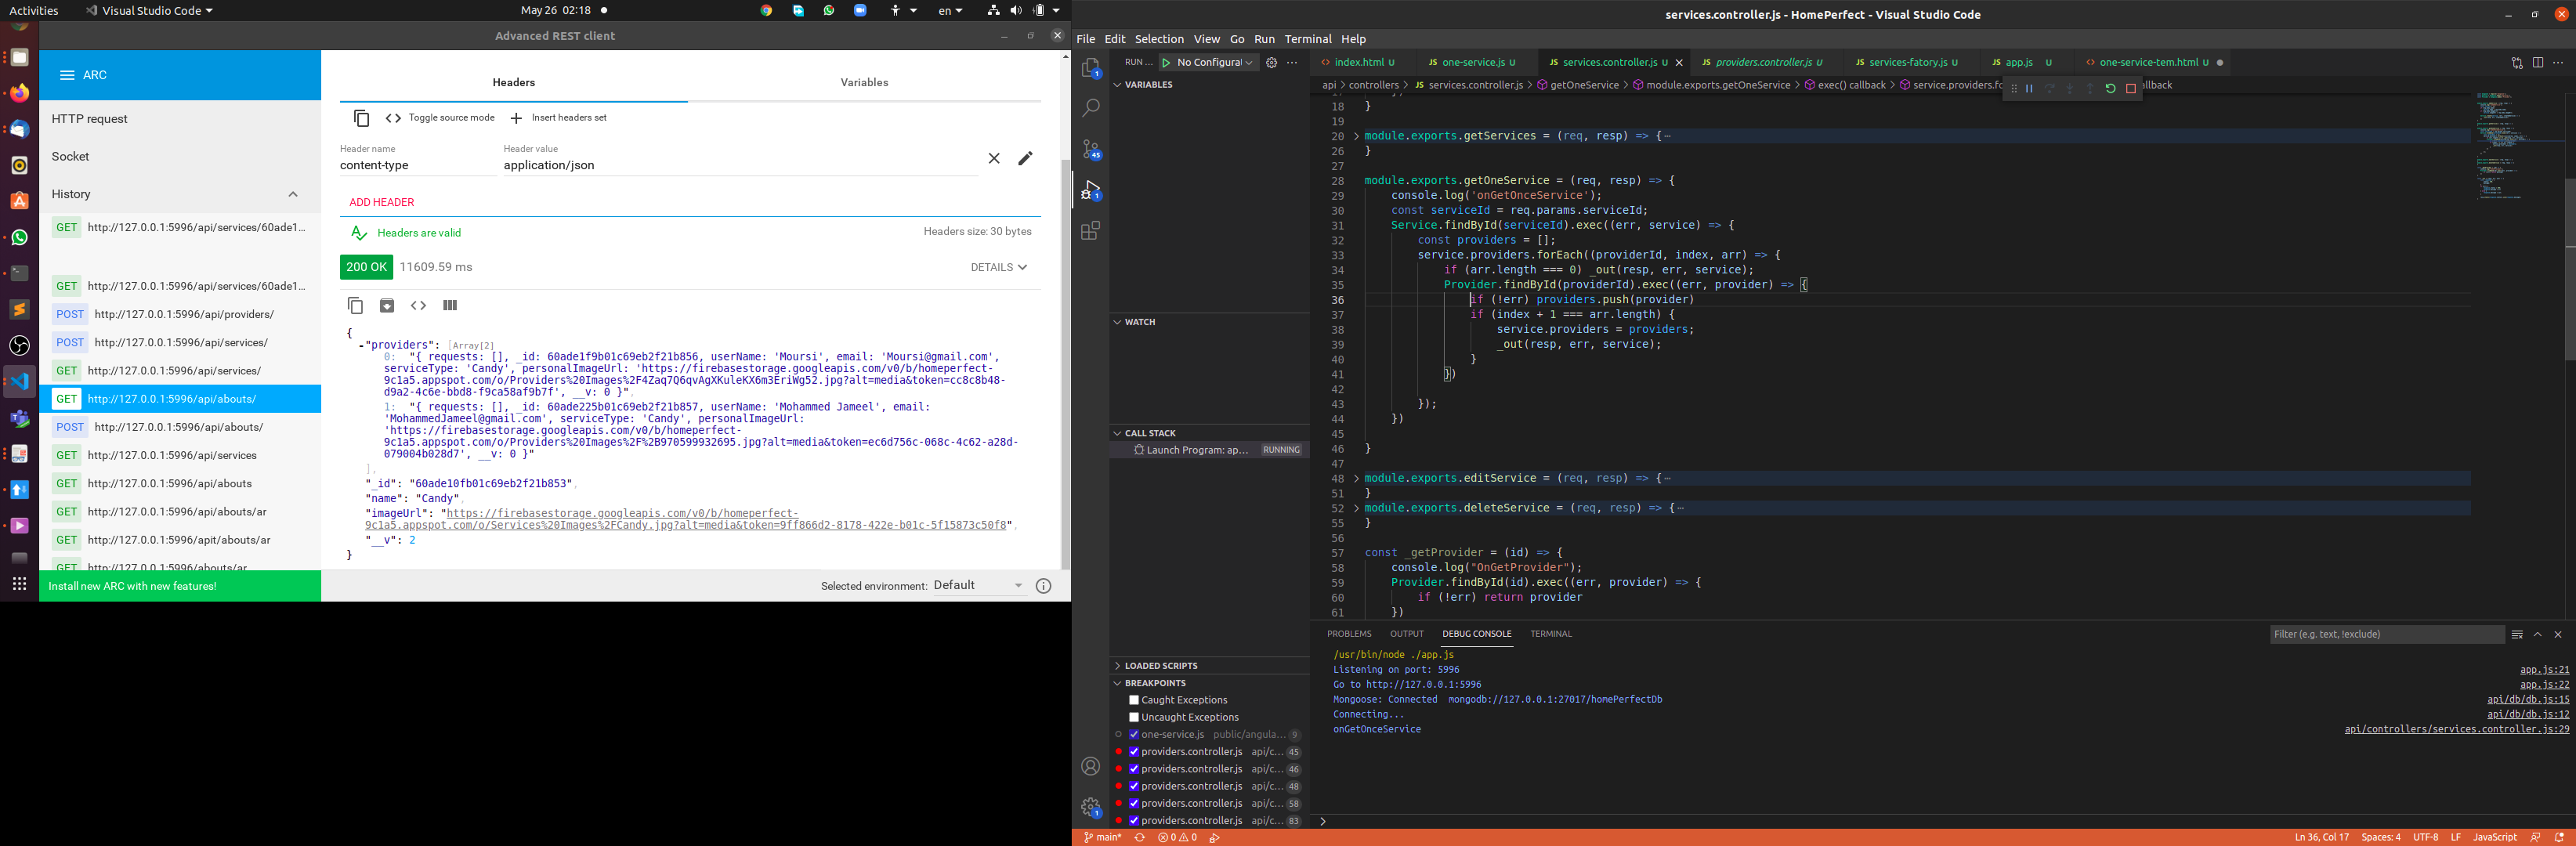 Activities
Visual Studio Code
May 26 02:18
en
Advanced REST client
ARC
HTTP request
Socket
History
GET http://127.0.0.1:5996/api/services/60ade1...
GET http://127.0.0.1:5996/api/services/60ade1...
POST http://127.0.0.1:5996/api/providers/
POST http://127.0.0.1:5996/api/services/
GET http://127.0.0.1:5996/api/services/
GET http://127.0.0.1:5996/api/abouts/
POST http://127.0.0.1:5996/api/abouts/
GET http://127.0.0.1:5996/api/services
GET http://127.0.0.1:5996/api/abouts
GET http://127.0.0.1:5996/api/abouts/ar
GET http://127.0.0.1:5996/apit/abouts/ar
GET http://127.0.0.1:5996/abouts/ar
Install new ARC with new features!
Headers
Variables
Toggle source mode
Insert headers set
Header name
content-type
Header value
application/json
ADD HEADER
Headers are valid
Headers size: 30 bytes
200 OK 11609.59 ms
DETAILS
{
-"providers": [Array[2]
0: "{ requests: [], _id: 60ade1f9b01c69eb2f21b856, userName: 'Moursi', email: 'Moursi@gmail.com',
serviceType: 'Candy', personalImageUrl: 'https://firebasestorage.googleapis.com/v0/b/homeperfect-
9c1a5.appspot.com/o/Providers%20Images%2F4Zaq7Q6qvAgXKuleKX6m3EriWg52.jpg?alt=media&token=cc8c8b48-
d9a2-4c6e-bbd8-f9ca58af9b7f', __v: 0 }",
1: "{ requests: [], _id: 60ade225b01c69eb2f21b857, userName: 'Mohammed Jameel', email:
'MohammedJameel@gmail.com', serviceType: 'Candy', personalImageUrl:
'https://firebasestorage.googleapis.com/v0/b/homeperfect-
9c1a5.appspot.com/o/Providers%20Images%2F%2B970599932695.jpg?alt=media&token=ec6d756c-068c-4c62-a28d-
079004b028d7', __v: 0 }"
],
"_id": "60ade10fb01c69eb2f21b853",
"name": "Candy",
"imageUrl": "https://firebasestorage.googleapis.com/v0/b/homeperfect-
9c1a5.appspot.com/o/Services%20Images%2FCandy.jpg?alt=media&token=9ff866d2-8178-422e-b01c-5f15873c50f8",
"__v": 2
}
Selected environment: Default
services.controller.js - HomePerfect - Visual Studio Code
File Edit Selection View Go Run Terminal Help
RUN ... No Configurat
index.html U
one-service.js U
services.controller.js U
providers.controller.js U
services-fatory.js U
app.js U
one-service-tem.html U
api > controllers > JS services.controller.js > getOneService > module.exports.getOneService > exec() callback > service.providers.fo
allback
VARIABLES
WATCH
CALL STACK
Launch Program: ap... RUNNING
LOADED SCRIPTS
BREAKPOINTS
Caught Exceptions
Uncaught Exceptions
one-service.js public/angula... 9
providers.controller.js api/c... 45
providers.controller.js api/c... 46
providers.controller.js api/c... 48
providers.controller.js api/c... 58
providers.controller.js api/c... 83
18 }
19
20 module.exports.getServices = (req, resp) => {⋯
26 }
27
28 module.exports.getOneService = (req, resp) => {
29 console.log('onGetOnceService');
30 const serviceId = req.params.serviceId;
31 Service.findById(serviceId).exec((err, service) => {
32 const providers = [];
33 service.providers.forEach((providerId, index, arr) => {
34 if (arr.length === 0) _out(resp, err, service);
35 Provider.findById(providerId).exec((err, provider) => {
36 if (!err) providers.push(provider)
37 if (index + 1 === arr.length) {
38 service.providers = providers;
39 _out(resp, err, service);
40 }
41 })
42
43 });
44 })
45
46 }
47
48 module.exports.editService = (req, resp) => {⋯
51 }
52 module.exports.deleteService = (req, resp) => {⋯
55 }
56
57 const _getProvider = (id) => {
58 console.log("OnGetProvider");
59 Provider.findById(id).exec((err, provider) => {
60 if (!err) return provider
61 })
PROBLEMS OUTPUT DEBUG CONSOLE TERMINAL
Filter (e.g. text, !exclude)
/usr/bin/node ./app.js
Listening on port: 5996 app.js:21
Go to http://127.0.0.1:5996 app.js:22
Mongoose: Connected mongodb://127.0.0.1:27017/homePerfectDb api/db/db.js:15
Connecting... api/db/db.js:12
onGetOnceService api/controllers/services.controller.js:29
main* 0 0
Ln 36, Col 17 Spaces: 4 UTF-8 LF JavaScript